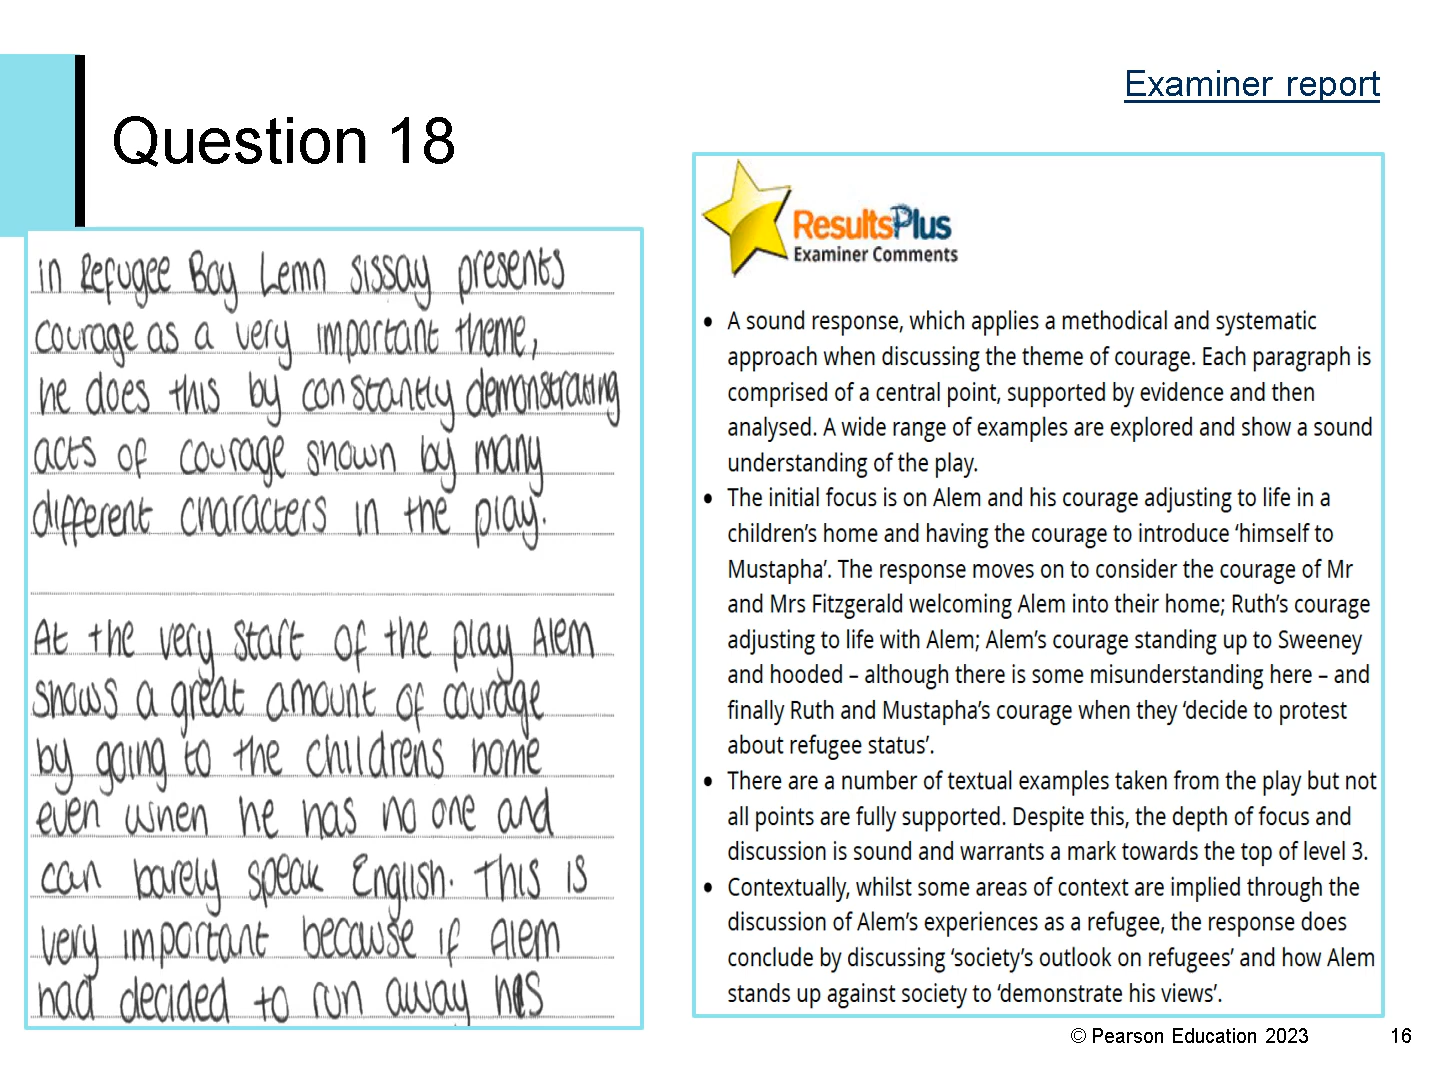 Examiner report
Question 18
in Refugee Boy Lemn Sissay presents
courage as a very important theme,
he does this by constantly demonstrating
acts of courage shown by many
different characters in the play.
At the very start of the play Alem
shows a great amount of courage
by going to the childrens home
even when he has no one and
can barely speak English. This is
very important because if Alem
had decided to run away his
ResultsPlus
Examiner Comments
• A sound response, which applies a methodical and systematic
approach when discussing the theme of courage. Each paragraph is
comprised of a central point, supported by evidence and then
analysed. A wide range of examples are explored and show a sound
understanding of the play.
• The initial focus is on Alem and his courage adjusting to life in a
children’s home and having the courage to introduce ‘himself to
Mustapha’. The response moves on to consider the courage of Mr
and Mrs Fitzgerald welcoming Alem into their home; Ruth’s courage
adjusting to life with Alem; Alem’s courage standing up to Sweeney
and hooded – although there is some misunderstanding here – and
finally Ruth and Mustapha’s courage when they ‘decide to protest
about refugee status’.
• There are a number of textual examples taken from the play but not
all points are fully supported. Despite this, the depth of focus and
discussion is sound and warrants a mark towards the top of level 3.
• Contextually, whilst some areas of context are implied through the
discussion of Alem’s experiences as a refugee, the response does
conclude by discussing ‘society’s outlook on refugees’ and how Alem
stands up against society to ‘demonstrate his views’.
© Pearson Education 2023
16